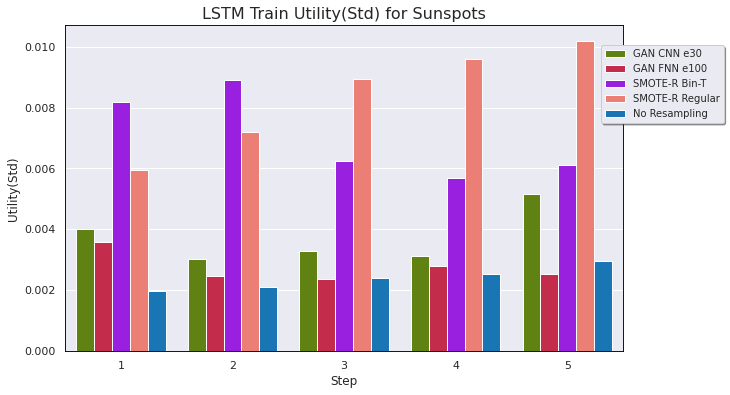 LSTM Train Utility(Std) for Sunspots
0.010
0.008
0.006
0.004
0.002
0.000
Utility(Std)
1 2 3 4 5
Step
GAN CNN e30
GAN FNN e100
SMOTE-R Bin-T
SMOTE-R Regular
No Resampling